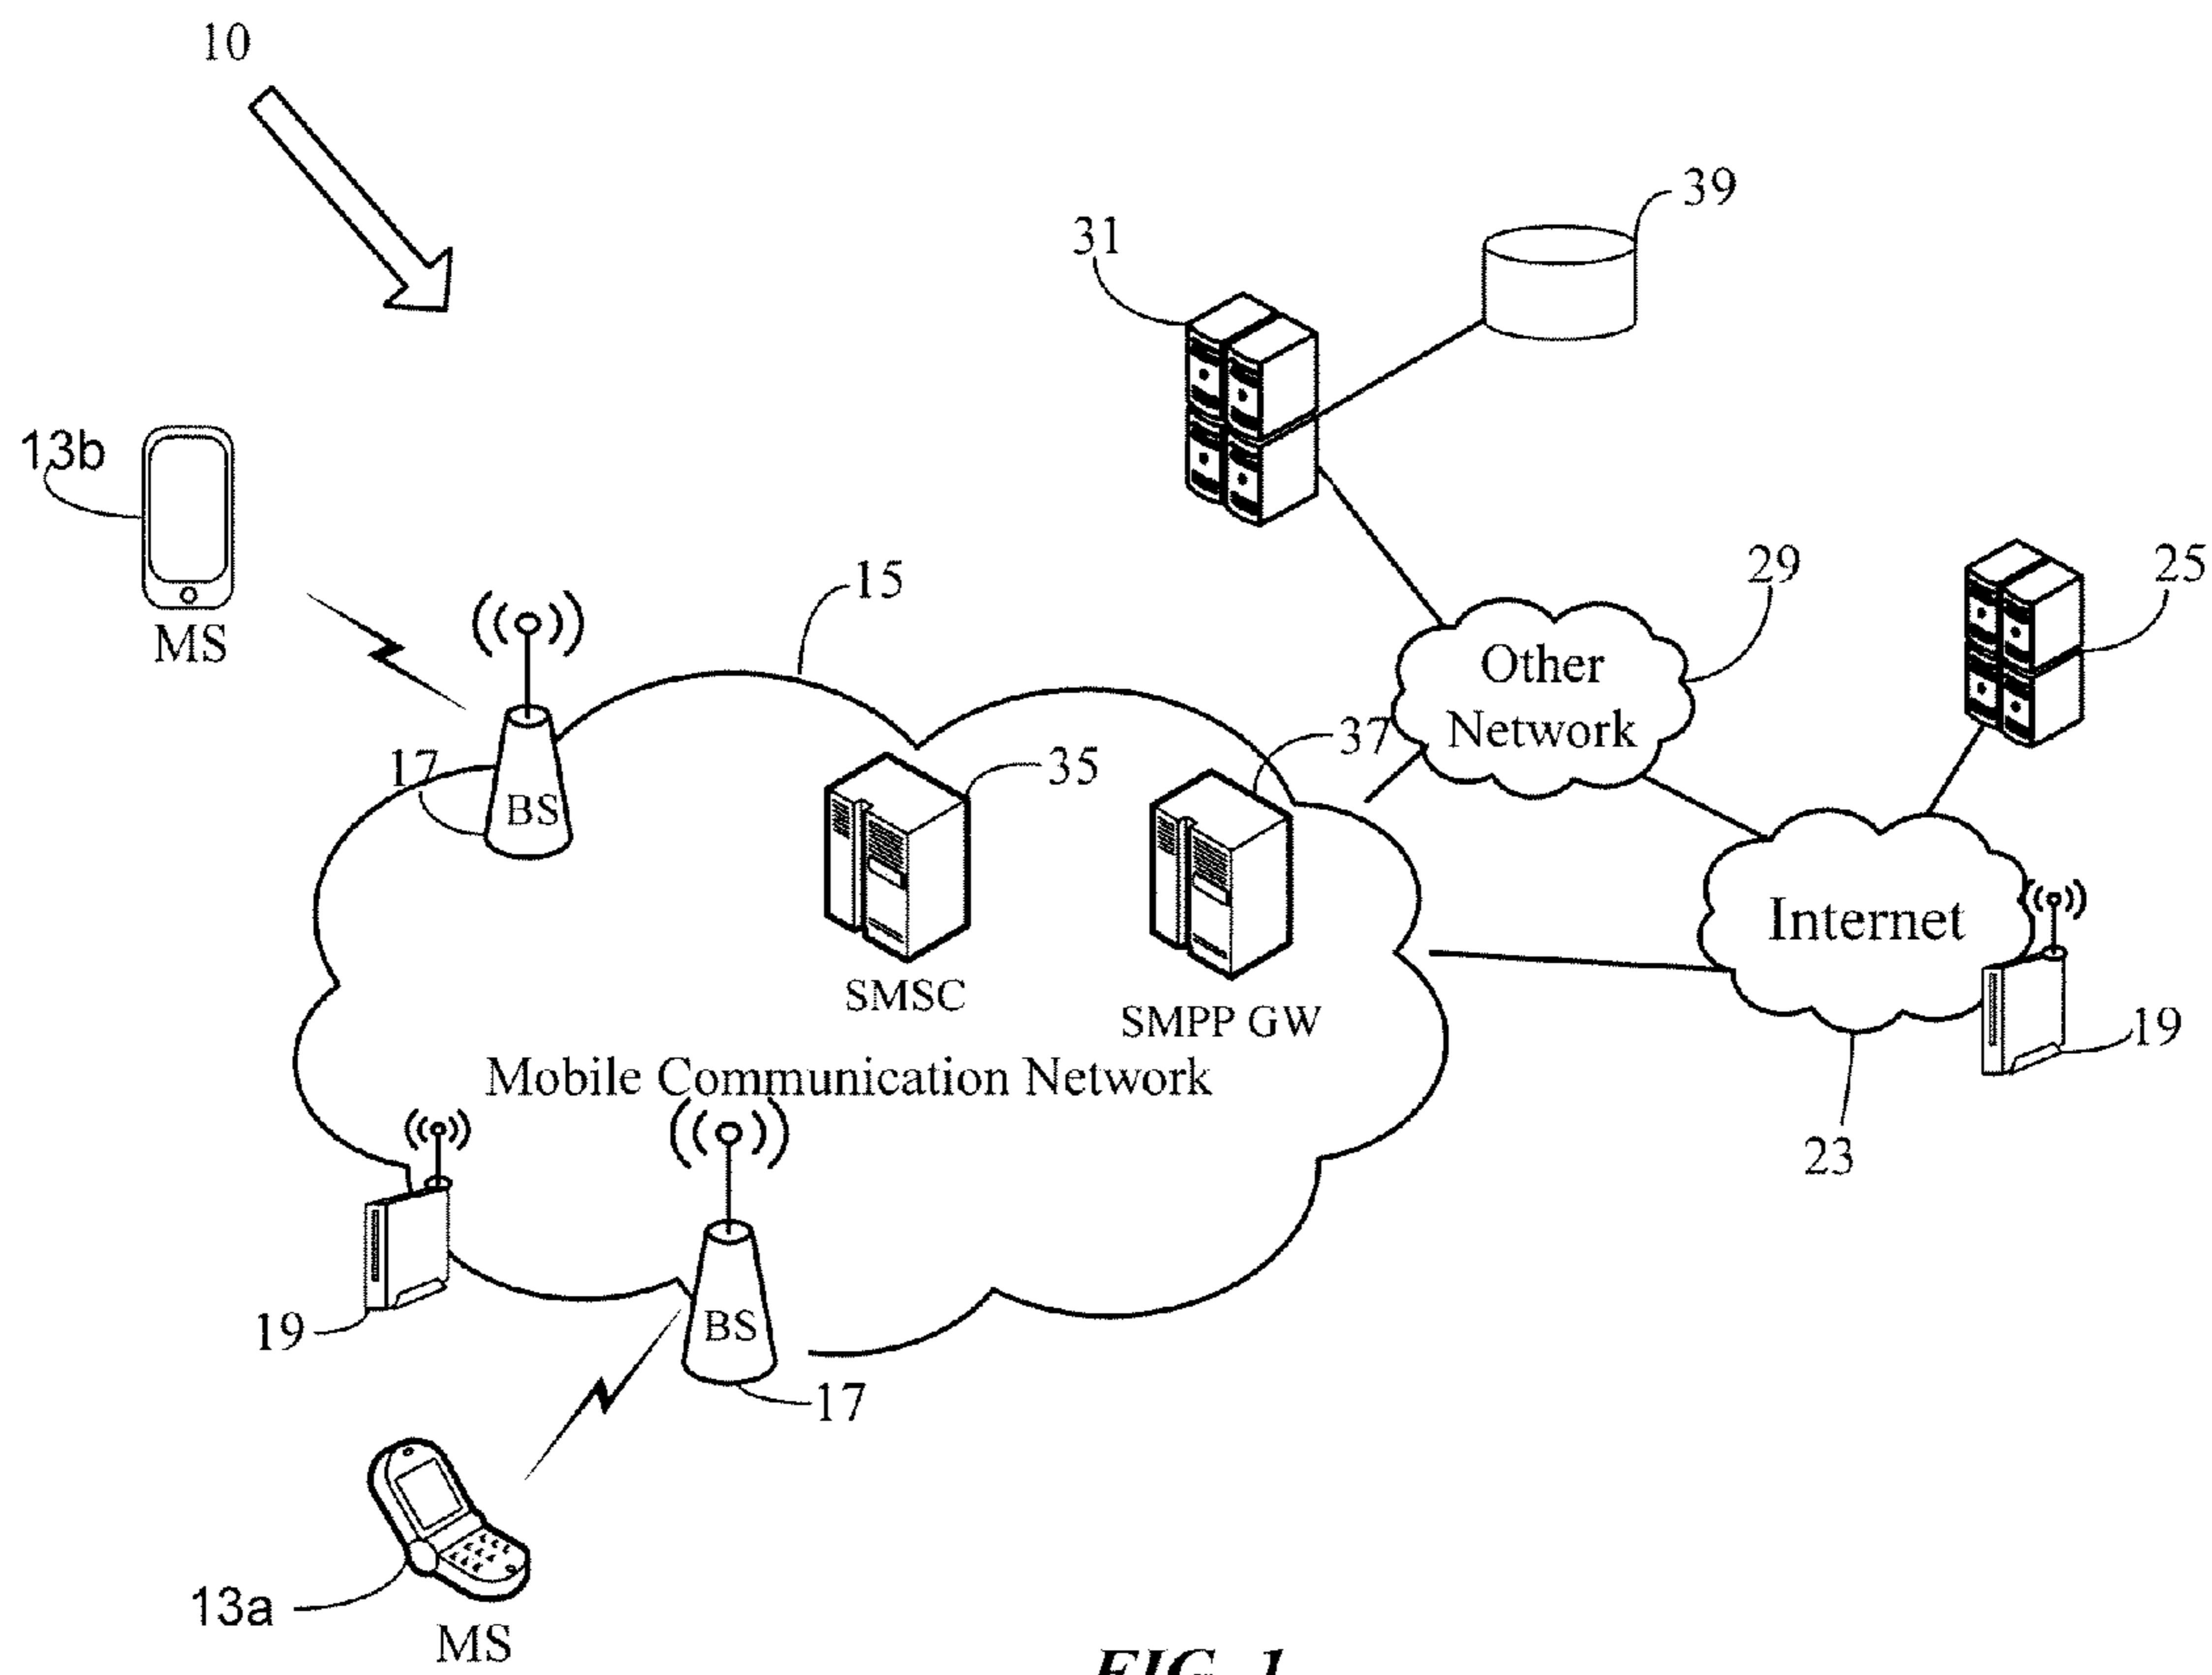 10
39
31
13b
MS
15
29
25
Other
Network
37
35
17
BS
Internet
SMSC
SMPP GW
19
Mobile Communication Network
23
19
BS
17
13a
MS
FIG. 1